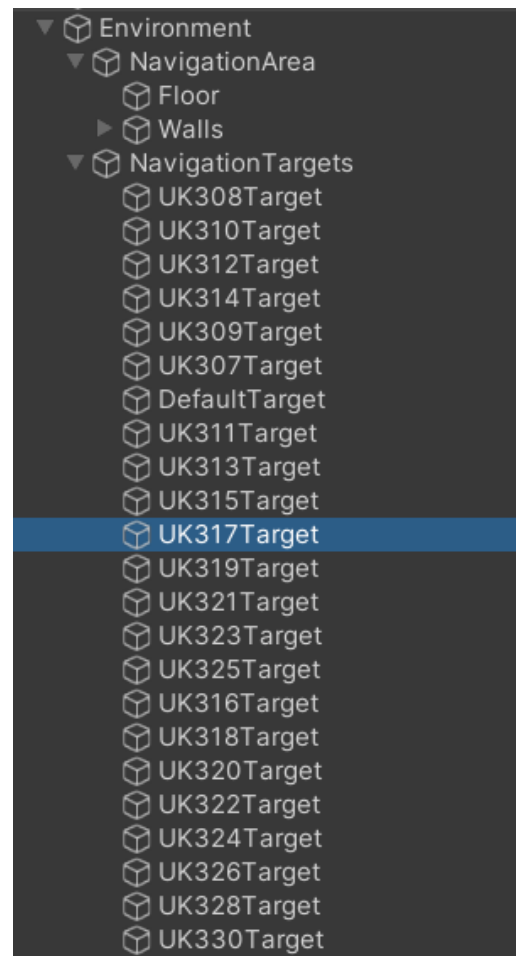 Environment
NavigationArea
Floor
Walls
NavigationTargets
UK308Target
UK310Target
UK312Target
UK314Target
UK309Target
UK307Target
DefaultTarget
UK311Target
UK313Target
UK315Target
UK317Target
UK319Target
UK321Target
UK323Target
UK325Target
UK316Target
UK318Target
UK320Target
UK322Target
UK324Target
UK326Target
UK328Target
UK330Target